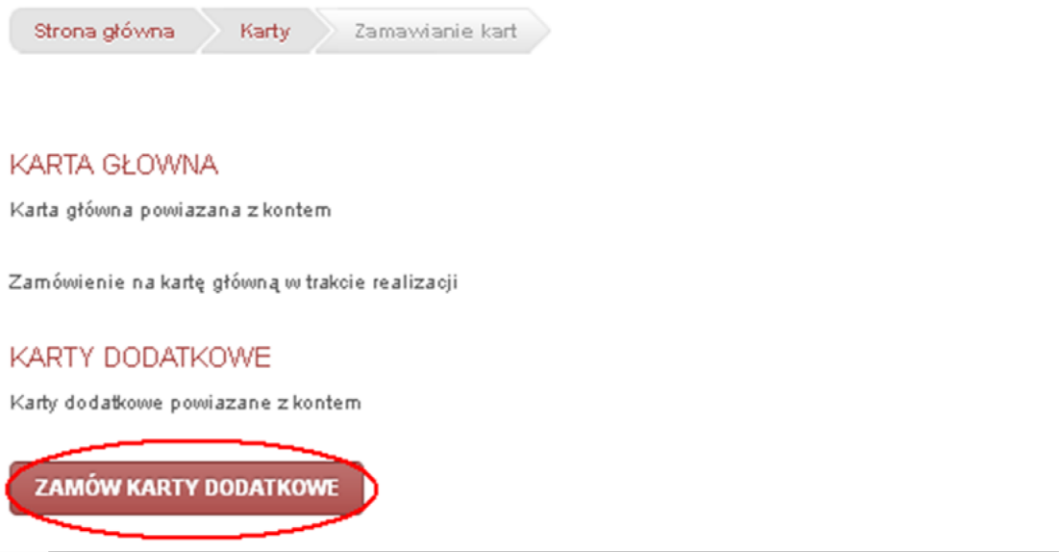 Strona główna Karty Zamawianie kart
KARTA GŁOWNA
Karta główna powiazana z kontem
Zamówienie na kartę główną w trakcie realizacji
KARTY DODATKOWE
Karty dodatkowe powiazane z kontem
ZAMÓW KARTY DODATKOWE